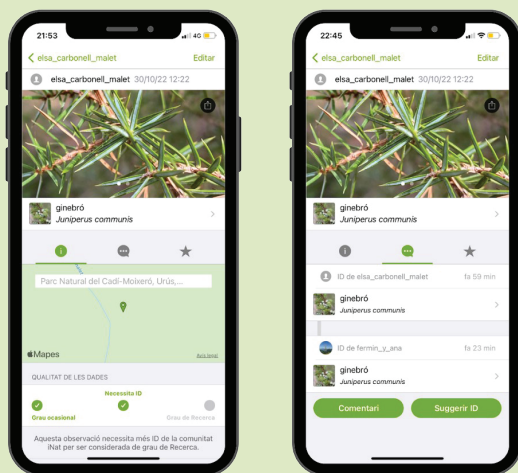 21:53
4G
elsa_carbonell_malet
Editar
elsa_carbonell_malet 30/10/22 12:22
ginebró
Juniperus communis
Parc Natural del Cadí-Moixeró, Urús,...
Mapes
Avís legal
QUALITAT DE LES DADES
Necessita ID
Grau ocasional
Grau de Recerca
Aquesta observació necessita més ID de la comunitat
iNat per ser considerada de grau de Recerca.
22:45
elsa_carbonell_malet
Editar
elsa_carbonell_malet 30/10/22 12:22
ginebró
Juniperus communis
ID de elsa_carbonell_malet
fa 59 min
ginebró
Juniperus communis
ID de fermin_y_ana
fa 23 min
ginebró
Juniperus communis
Comentari
Suggerir ID